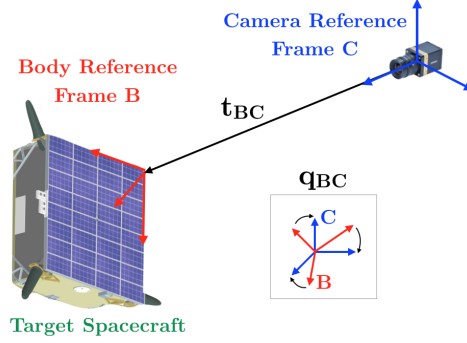 Camera Reference
Frame C
Body Reference
Frame B
t_BC
q_BC
C
B
Target Spacecraft